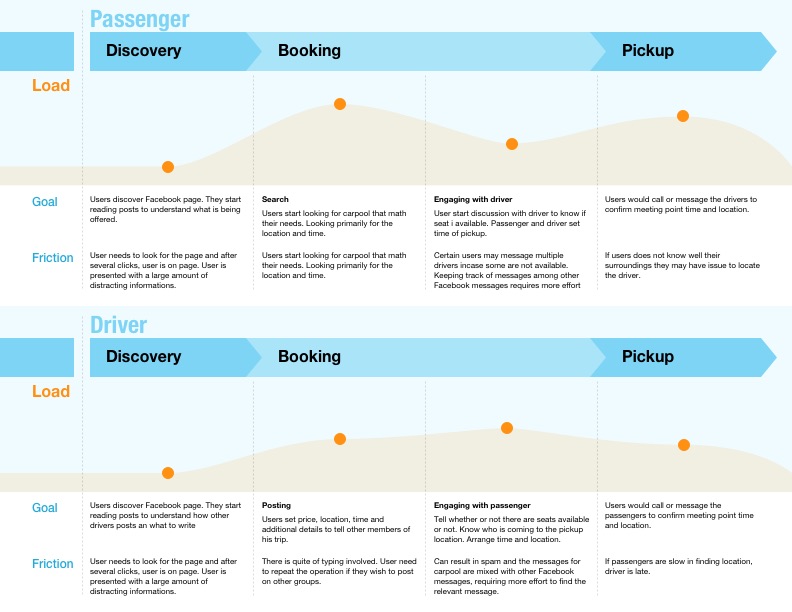 Passenger
Discovery
Booking
Pickup
Load
Goal
Users discover Facebook page. They start
reading posts to understand what is being
offered.
Search
Users start looking for carpool that math
their needs. Looking primarily for the
location and time.
Engaging with driver
User start discussion with driver to know if
seat i available. Passenger and driver set
time of pickup.
Users would call or message the drivers to
confirm meeting point time and location.
Friction
User needs to look for the page and after
several clicks, user is on page. User is
presented with a large amount of
distracting informations.
Users start looking for carpool that math
their needs. Looking primarily for the
location and time.
Certain users may message multiple
drivers incase some are not available.
Keeping track of messages among other
Facebook messages requires more effort
If users does not know well their
surroundings they may have issue to locate
the driver.
Driver
Discovery
Booking
Pickup
Load
Goal
Users discover Facebook page. They start
reading posts to understand how other
drivers posts an what to write
Posting
Users set price, location, time and
additional details to tell other members of
his trip.
Engaging with passenger
Tell whether or not there are seats available
or not. Know who is coming to the pickup
location. Arrange time and location.
Users would call or message the
passengers to confirm meeting point time
and location.
Friction
User needs to look for the page and after
several clicks, user is on page. User is
presented with a large amount of
distracting informations.
There is quite of typing involved. User need
to repeat the operation if they wish to post
on other groups.
Can result in spam and the messages for
carpool are mixed with other Facebook
messages, requiring more effort to find the
relevant message.
If passengers are slow in finding location,
driver is late.